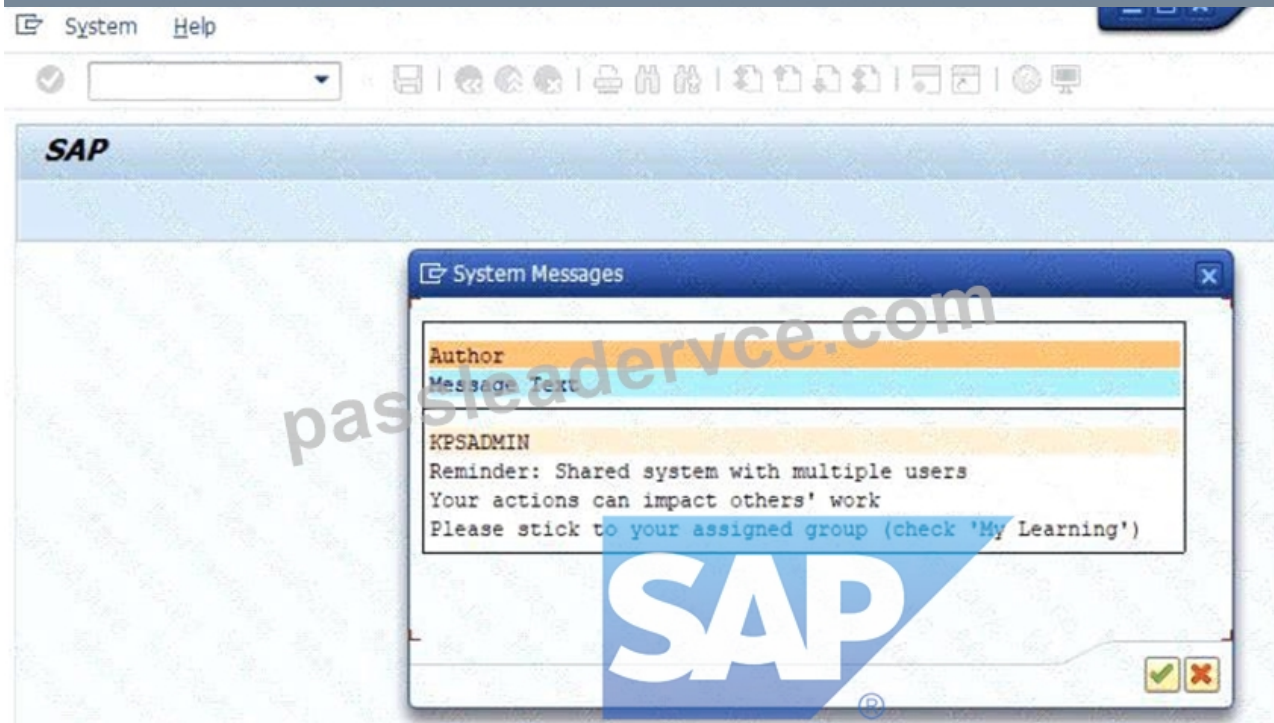 System Help
SAP
System Messages
Author
Message Text
KPSADMIN
Reminder: Shared system with multiple users
Your actions can impact others' work
Please stick to your assigned group (check 'My Learning')
passleadervce.com
SAP
®